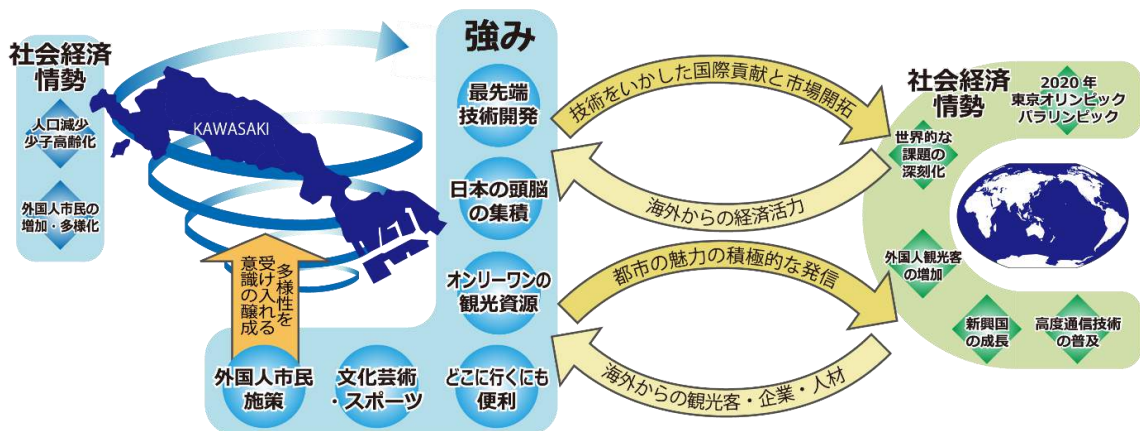 社会経済
情勢
人口減少
少子高齢化
外国人市民の
増加・多様化
KAWASAKI
多様性を
受け入れる
意識の醸成
強み
最先端
技術開発
日本の頭脳
の集積
オンリーワンの
観光資源
外国人市民
施策
文化芸術
・スポーツ
どこに行くにも
便利
技術をいかした国際貢献と市場開拓
海外からの経済活力
都市の魅力の積極的な発信
海外からの観光客・企業・人材
社会経済
情勢
2020 年
東京オリンピック
パラリンピック
世界的な
課題の
深刻化
外国人観光客
の増加
新興国
の成長
高度通信技術
の普及